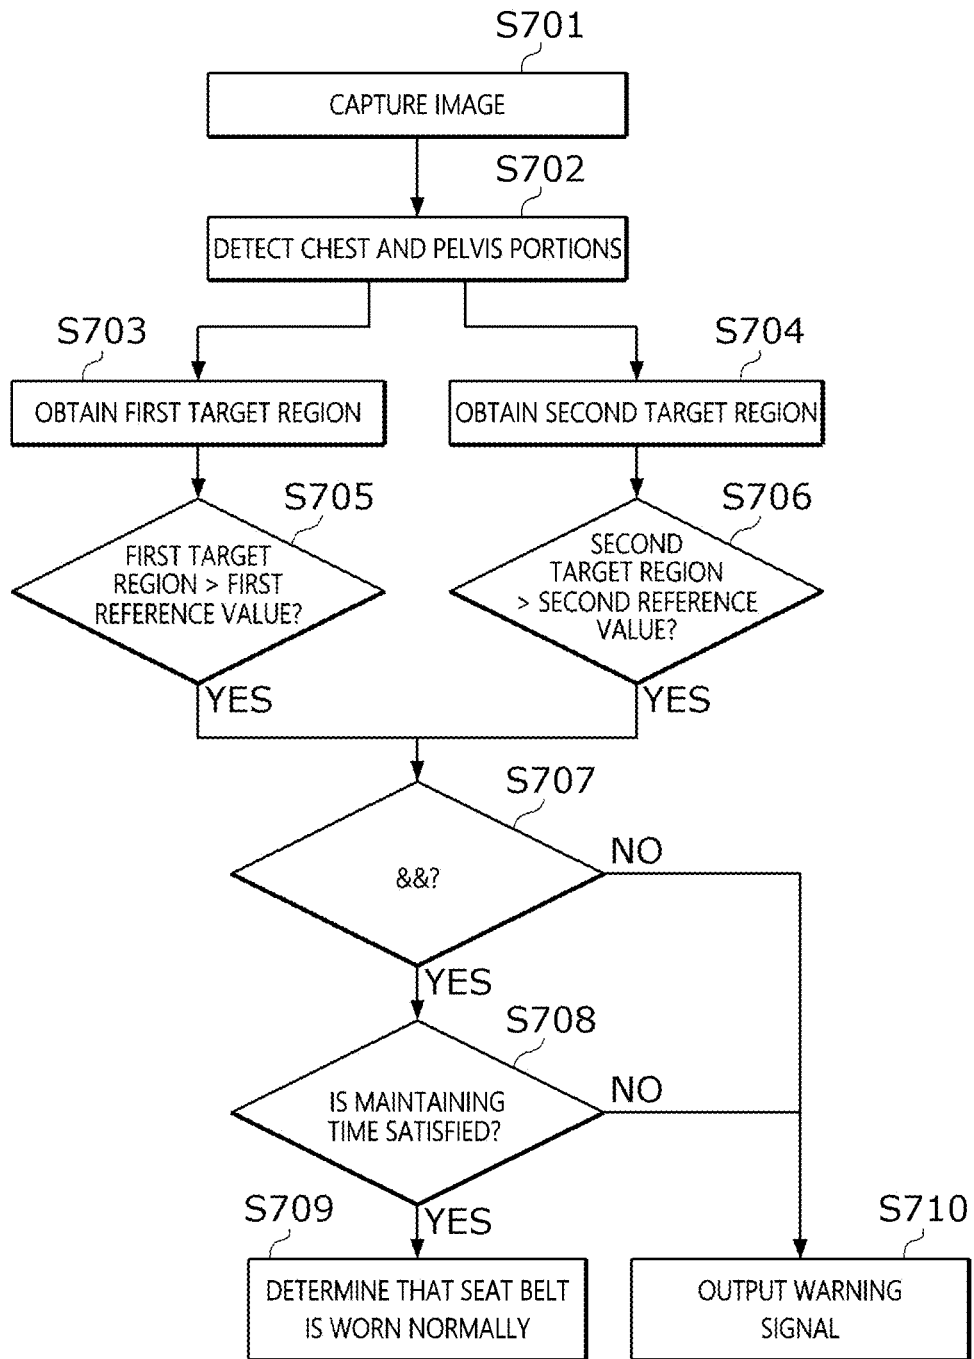 S701
CAPTURE IMAGE
S702
DETECT CHEST AND PELVIS PORTIONS
S703
OBTAIN FIRST TARGET REGION
S704
OBTAIN SECOND TARGET REGION
S705
FIRST TARGET
REGION > FIRST
REFERENCE VALUE?
YES
S706
SECOND
TARGET REGION
> SECOND REFERENCE
VALUE?
YES
S707
&&?
NO
YES
S708
IS MAINTAINING
TIME SATISFIED?
NO
YES
S709
DETERMINE THAT SEAT BELT
IS WORN NORMALLY
S710
OUTPUT WARNING
SIGNAL